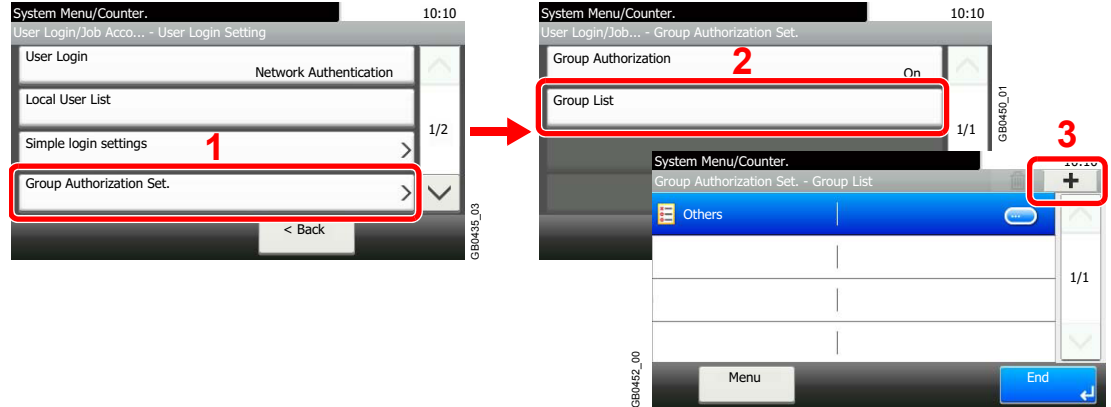 System Menu/Counter.
10:10
User Login/Job Acco... - User Login Setting
User Login
Network Authentication
Local User List
Simple login settings
1
1/2
Group Authorization Set.
< Back
GB0435_03
System Menu/Counter.
10:10
User Login/Job... - Group Authorization Set.
Group Authorization
2
On
Group List
1/1
GB0450_01
3
System Menu/Counter.
10:10
Group Authorization Set. - Group List
+
Others
...
1/1
Menu
End
GB0452_00